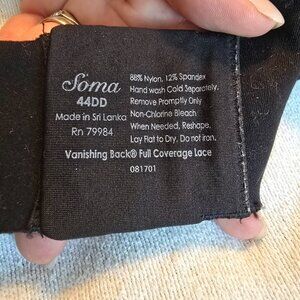 Soma
44DD
Made in Sri Lanka
Rn 79984
88% Nylon, 12% Spandex
Hand wash Cold Separately.
Remove Promptly Only
Non-Chlorine Bleach
When Needed, Reshape.
Lay Flat to Dry. Do not iron.
Vanishing Back® Full Coverage Lace
081701